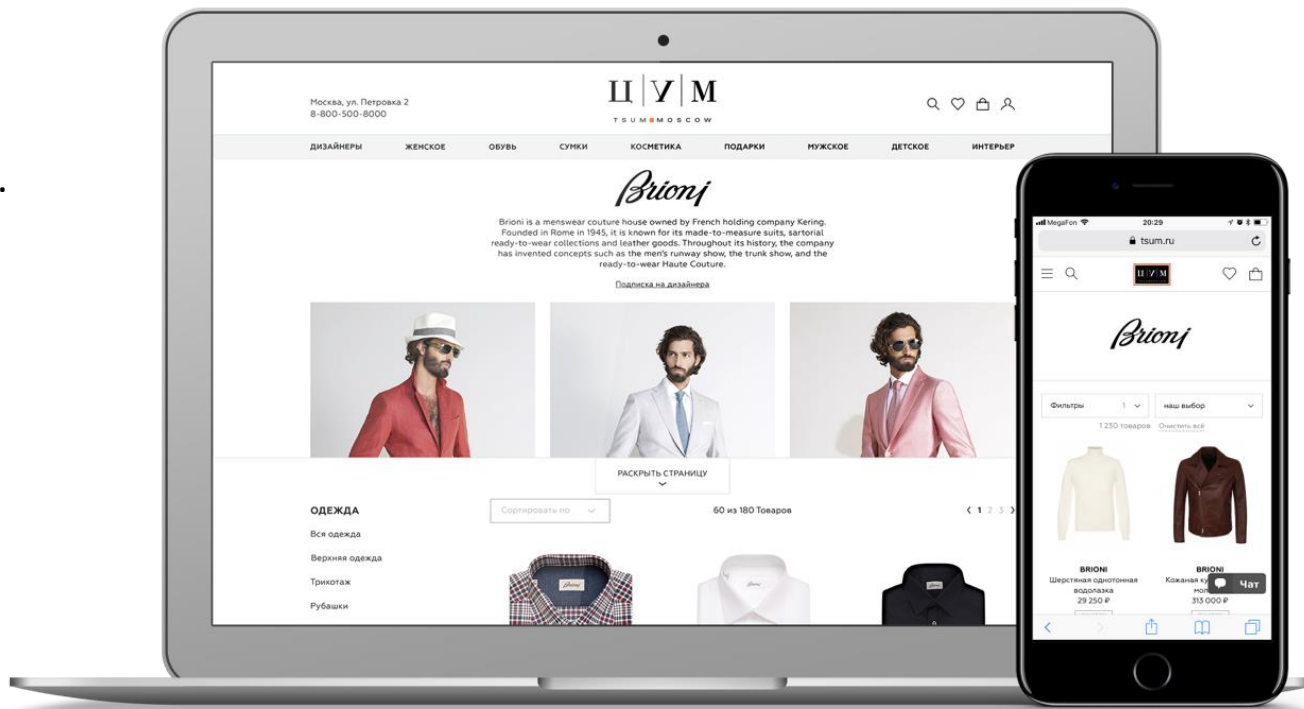 Москва, ул. Петровка 2
8-800-500-8000
Ц У М
TSUM MOSCOW
ДИЗАЙНЕРЫ ЖЕНСКОЕ ОБУВЬ СУМКИ КОСМЕТИКА ПОДАРКИ МУЖСКОЕ ДЕТСКОЕ ИНТЕРЬЕР
Brioni
Brioni is a menswear couture house owned by French holding company Kering.
Founded in Rome in 1945, it is known for its made-to-measure suits, sartorial
ready-to-wear collections and leather goods. Throughout its history, the company
has invented concepts such as the men's runway show, the trunk show, and the
ready-to-wear Haute Couture.
Подписка на дизайнера
РАСКРЫТЬ СТРАНИЦУ
ОДЕЖДА
Сортировать по
60 из 180 Товаров
1 2 3
Вся одежда
Верхняя одежда
Трикотаж
Рубашки
Brioni
MegaFon 20:29
tsum.ru
ЦУМ
Brioni
Фильтры 1
наш выбор
1 230 товаров Очистить всё
BRIONI
Шерстяная однотонная
водолазка
29 250 ₽
BRIONI
Кожаная
313 000 ₽
Чат